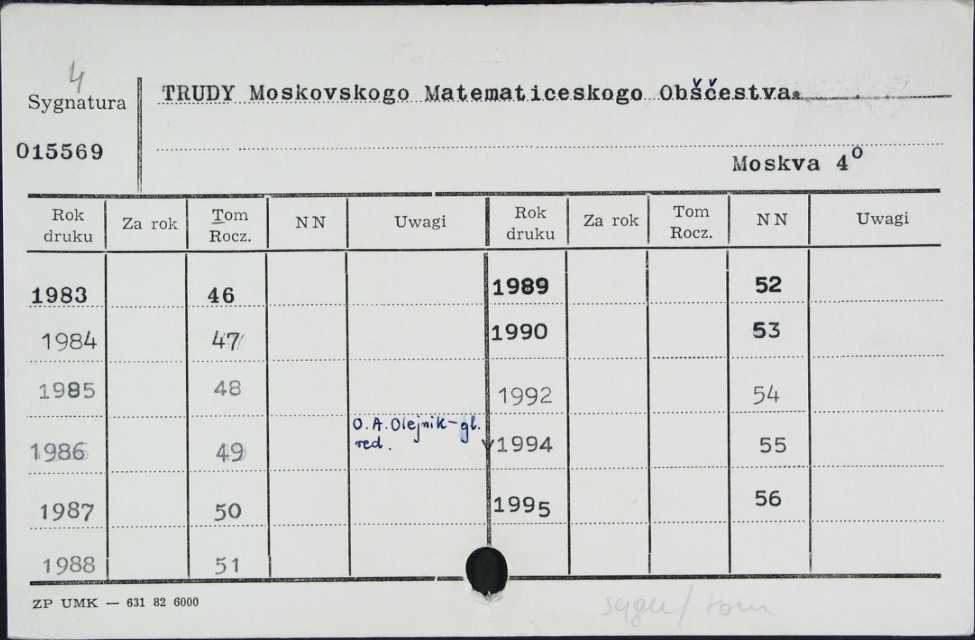 4
Sygnatura
TRUDY Moskovskogo Matematiceskogo Obščestva.
015569
Moskva 4⁰
Rok druku Za rok Tom Rocz. NN Uwagi Rok druku Za rok Tom Rocz. NN Uwagi
1983 46 1989 52
1984 47 1990 53
1985 48 1992 54
1986 49 O.A.Olejnik-gl. red. 1994 55
1987 50 1995 56
1988 51
ZP UMK — 631 82 6000